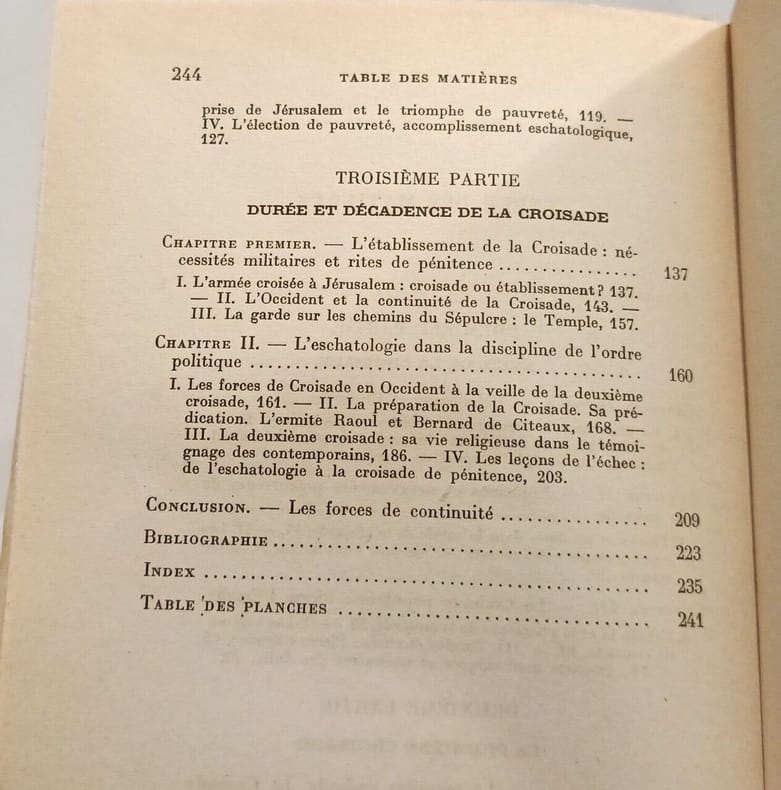 244 TABLE DES MATIÈRES
prise de Jérusalem et le triomphe de pauvreté, 119. —
IV. L'élection de pauvreté, accomplissement eschatologique,
127.
TROISIÈME PARTIE
DURÉE ET DÉCADENCE DE LA CROISADE
CHAPITRE PREMIER. — L'établissement de la Croisade : né-
cessités militaires et rites de pénitence ................ 137
I. L'armée croisée à Jérusalem : croisade ou établissement ? 137.
— II. L'Occident et la continuité de la Croisade, 143. —
III. La garde sur les chemins du Sépulcre : le Temple, 157.
CHAPITRE II. — L'eschatologie dans la discipline de l'ordre
politique ............................................ 160
I. Les forces de Croisade en Occident à la veille de la deuxième
croisade, 161. — II. La préparation de la Croisade. Sa pré-
dication. L'ermite Raoul et Bernard de Citeaux, 168. —
III. La deuxième croisade : sa vie religieuse dans le témoi-
gnage des contemporains, 186. — IV. Les leçons de l'échec :
de l'eschatologie à la croisade de pénitence, 203.
CONCLUSION. — Les forces de continuité ................. 209
BIBLIOGRAPHIE .......................................... 223
INDEX .................................................. 235
TABLE DES PLANCHES ..................................... 241